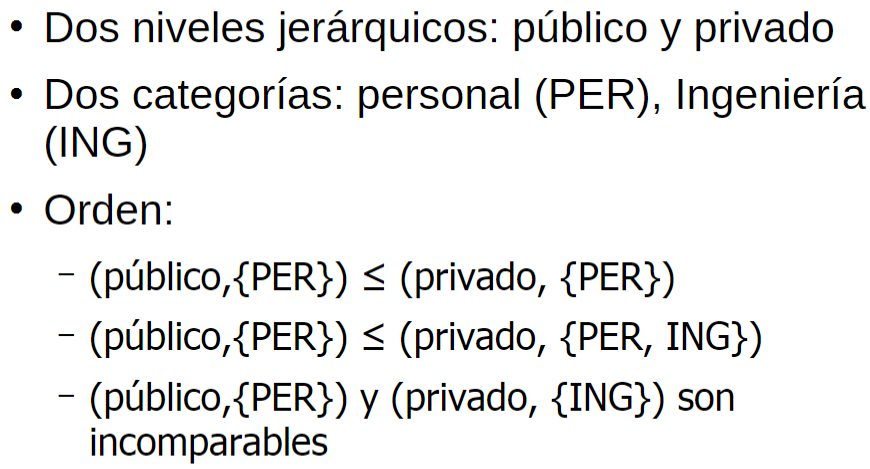 • Dos niveles jerárquicos: público y privado
• Dos categorías: personal (PER), Ingeniería
(ING)
• Orden:
– (público,{PER}) ≤ (privado, {PER})
– (público,{PER}) ≤ (privado, {PER, ING})
– (público,{PER}) y (privado, {ING}) son
incomparables